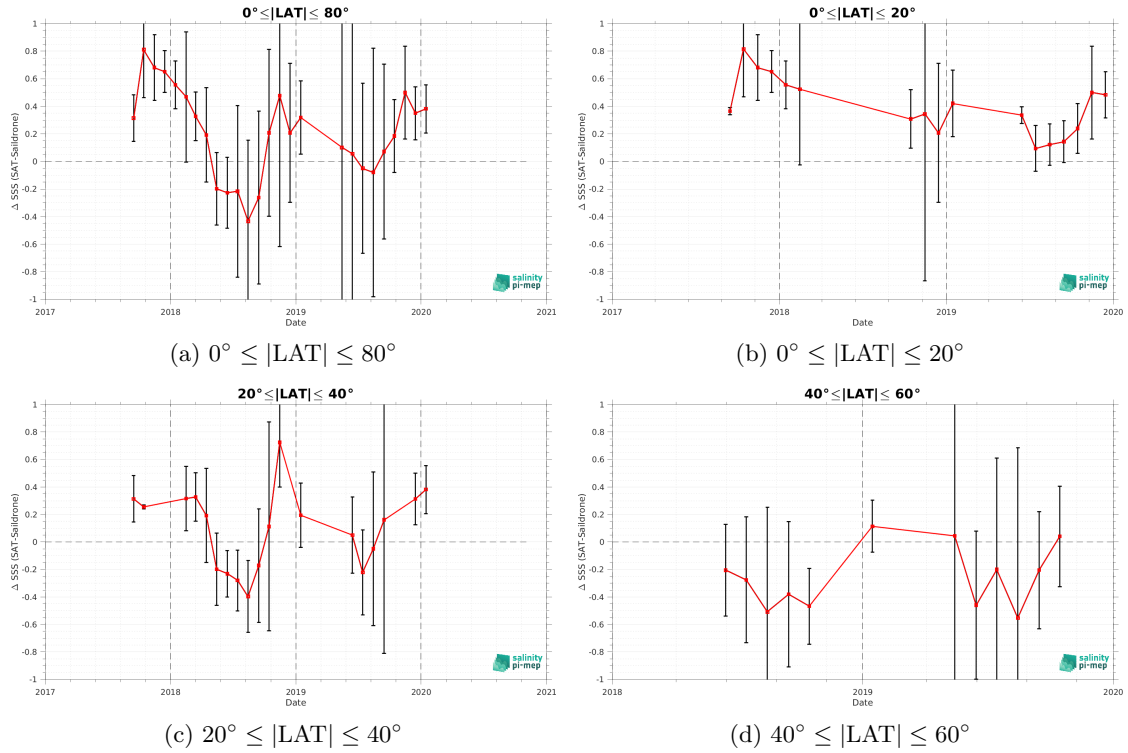 0°≤|LAT|≤ 80°
Δ SSS (SAT-Saildrone)
1
0.8
0.6
0.4
0.2
0
-0.2
-0.4
-0.6
-0.8
-1
salinity
pi-mep
2017 2018 2019 2020 2021
Date
(a) 0° ≤ |LAT| ≤ 80°
0°≤|LAT|≤ 20°
Δ SSS (SAT-Saildrone)
1
0.8
0.6
0.4
0.2
0
-0.2
-0.4
-0.6
-0.8
-1
salinity
pi-mep
2017 2018 2019 2020
Date
(b) 0° ≤ |LAT| ≤ 20°
20°≤|LAT|≤ 40°
Δ SSS (SAT-Saildrone)
1
0.8
0.6
0.4
0.2
0
-0.2
-0.4
-0.6
-0.8
-1
salinity
pi-mep
2017 2018 2019 2020 2021
Date
(c) 20° ≤ |LAT| ≤ 40°
40°≤|LAT|≤ 60°
Δ SSS (SAT-Saildrone)
1
0.8
0.6
0.4
0.2
0
-0.2
-0.4
-0.6
-0.8
-1
salinity
pi-mep
2018 2019 2020
Date
(d) 40° ≤ |LAT| ≤ 60°